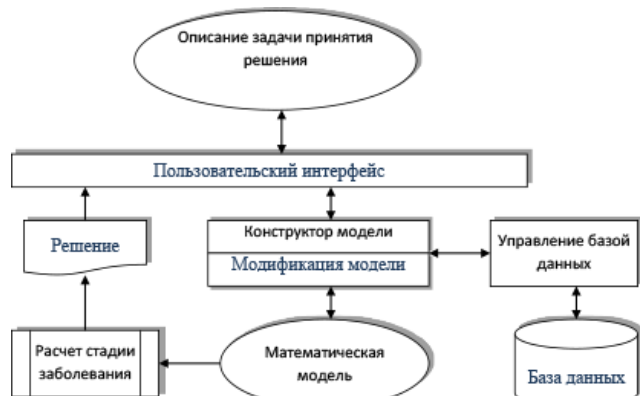 Описание задачи принятия
решения
Пользовательский интерфейс
Решение
Конструктор модели
Модификация модели
Управление базой
данных
Расчет стадии
заболевания
Математическая
модель
База данных